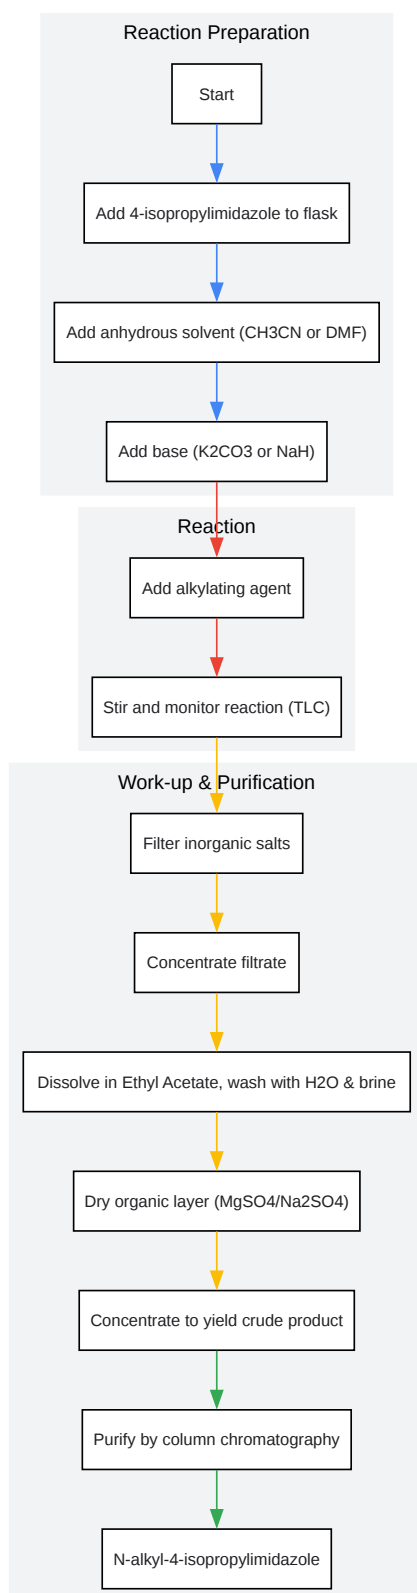 Reaction Preparation
Start
Add 4-isopropylimidazole to flask
Add anhydrous solvent (CH3CN or DMF)
Add base (K2CO3 or NaH)
Reaction
Add alkylating agent
Stir and monitor reaction (TLC)
Work-up & Purification
Filter inorganic salts
Concentrate filtrate
Dissolve in Ethyl Acetate, wash with H2O & brine
Dry organic layer (MgSO4/Na2SO4)
Concentrate to yield crude product
Purify by column chromatography
N-alkyl-4-isopropylimidazole